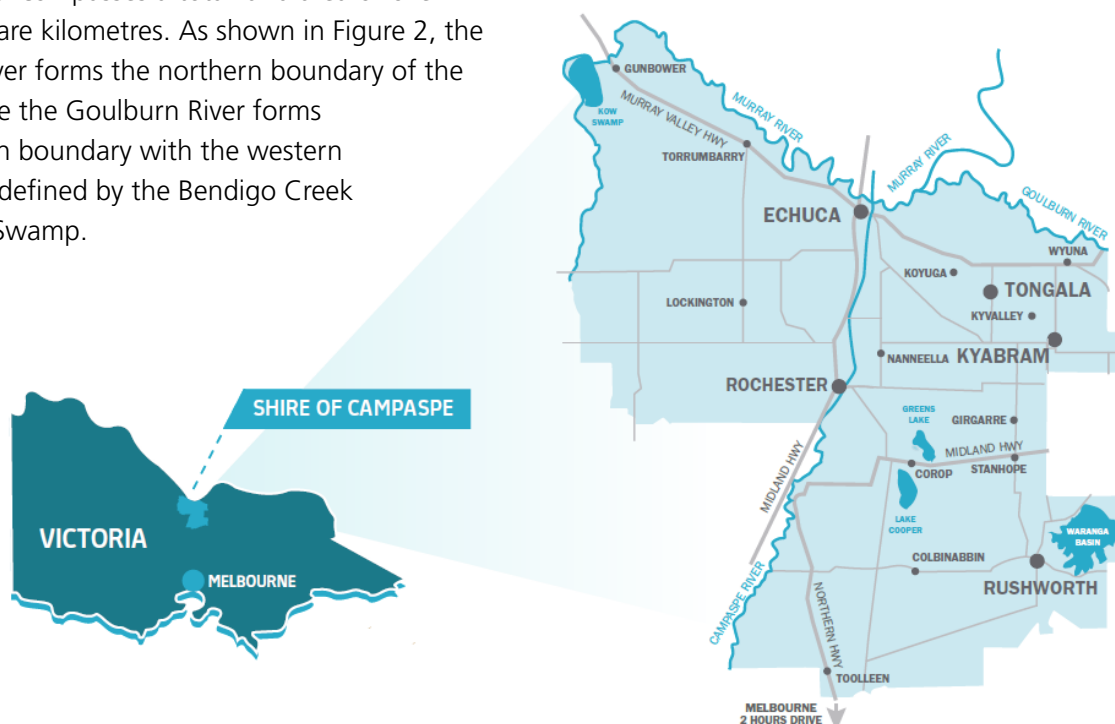 are kilometres. As shown in Figure 2, the
ver forms the northern boundary of the
e the Goulburn River forms
n boundary with the western
defined by the Bendigo Creek
Swamp.
GUNBOWER
KOW
SWAMP
MURRAY VALLEY HWY
MURRAY RIVER
TORRUMBARRY
MURRAY RIVER
ECHUCA
GOULBURN RIVER
WYUNA
KOYUGA
TONGALA
LOCKINGTON
KYVALLEY
NANNEELLA
KYABRAM
ROCHESTER
SHIRE OF CAMPASPE
GREENS
LAKE
GIRGARRE
MIDLAND HWY
MIDLAND HWY
COROP
STANHOPE
LAKE
COOPER
VICTORIA
WARANGA
BASIN
COLBINABBIN
MELBOURNE
RUSHWORTH
CAMPASPE RIVER
NORTHERN HWY
TOOLLEEN
MELBOURNE
2 HOURS DRIVE